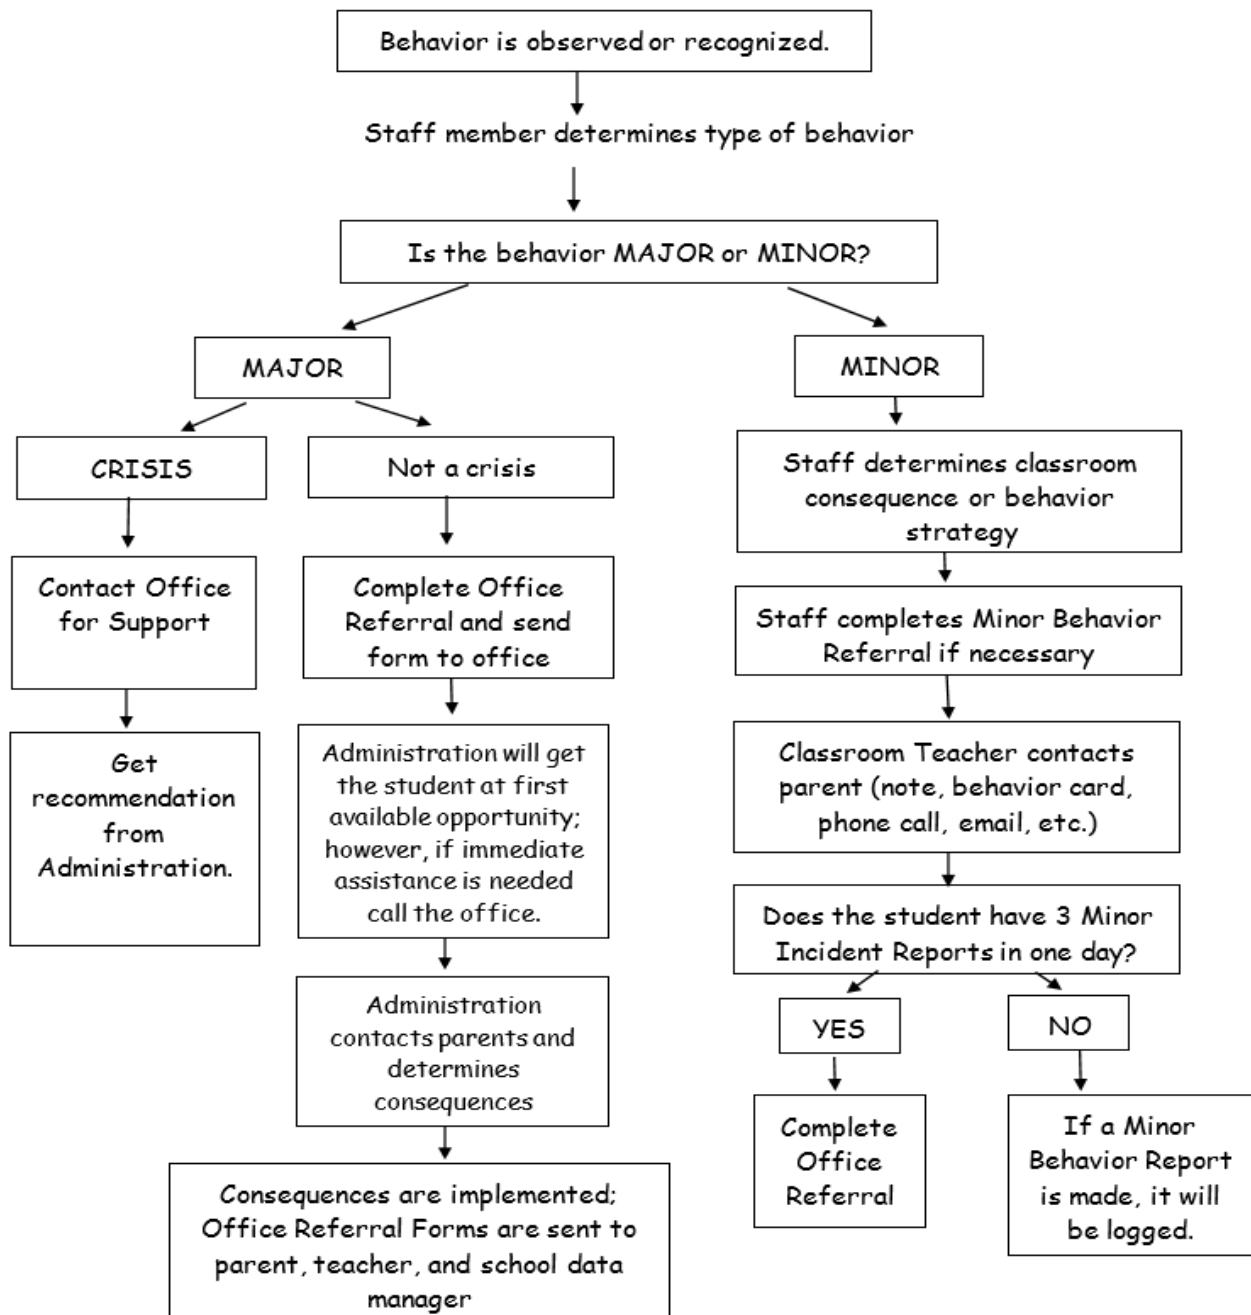 Behavior is observed or recognized.
Staff member determines type of behavior
Is the behavior MAJOR or MINOR?
MAJOR
CRISIS
Contact Office
for Support
Get
recommendation
from
Administration.
Not a crisis
Complete Office
Referral and send
form to office
Administration will get
the student at first
available opportunity;
however, if immediate
assistance is needed
call the office.
Administration
contacts parents and
determines
consequences
Consequences are implemented;
Office Referral Forms are sent to
parent, teacher, and school data
manager
MINOR
Staff determines classroom
consequence or behavior
strategy
Staff completes Minor Behavior
Referral if necessary
Classroom Teacher contacts
parent (note, behavior card,
phone call, email, etc.)
Does the student have 3 Minor
Incident Reports in one day?
YES
Complete
Office
Referral
NO
If a Minor
Behavior Report
is made, it will
be logged.